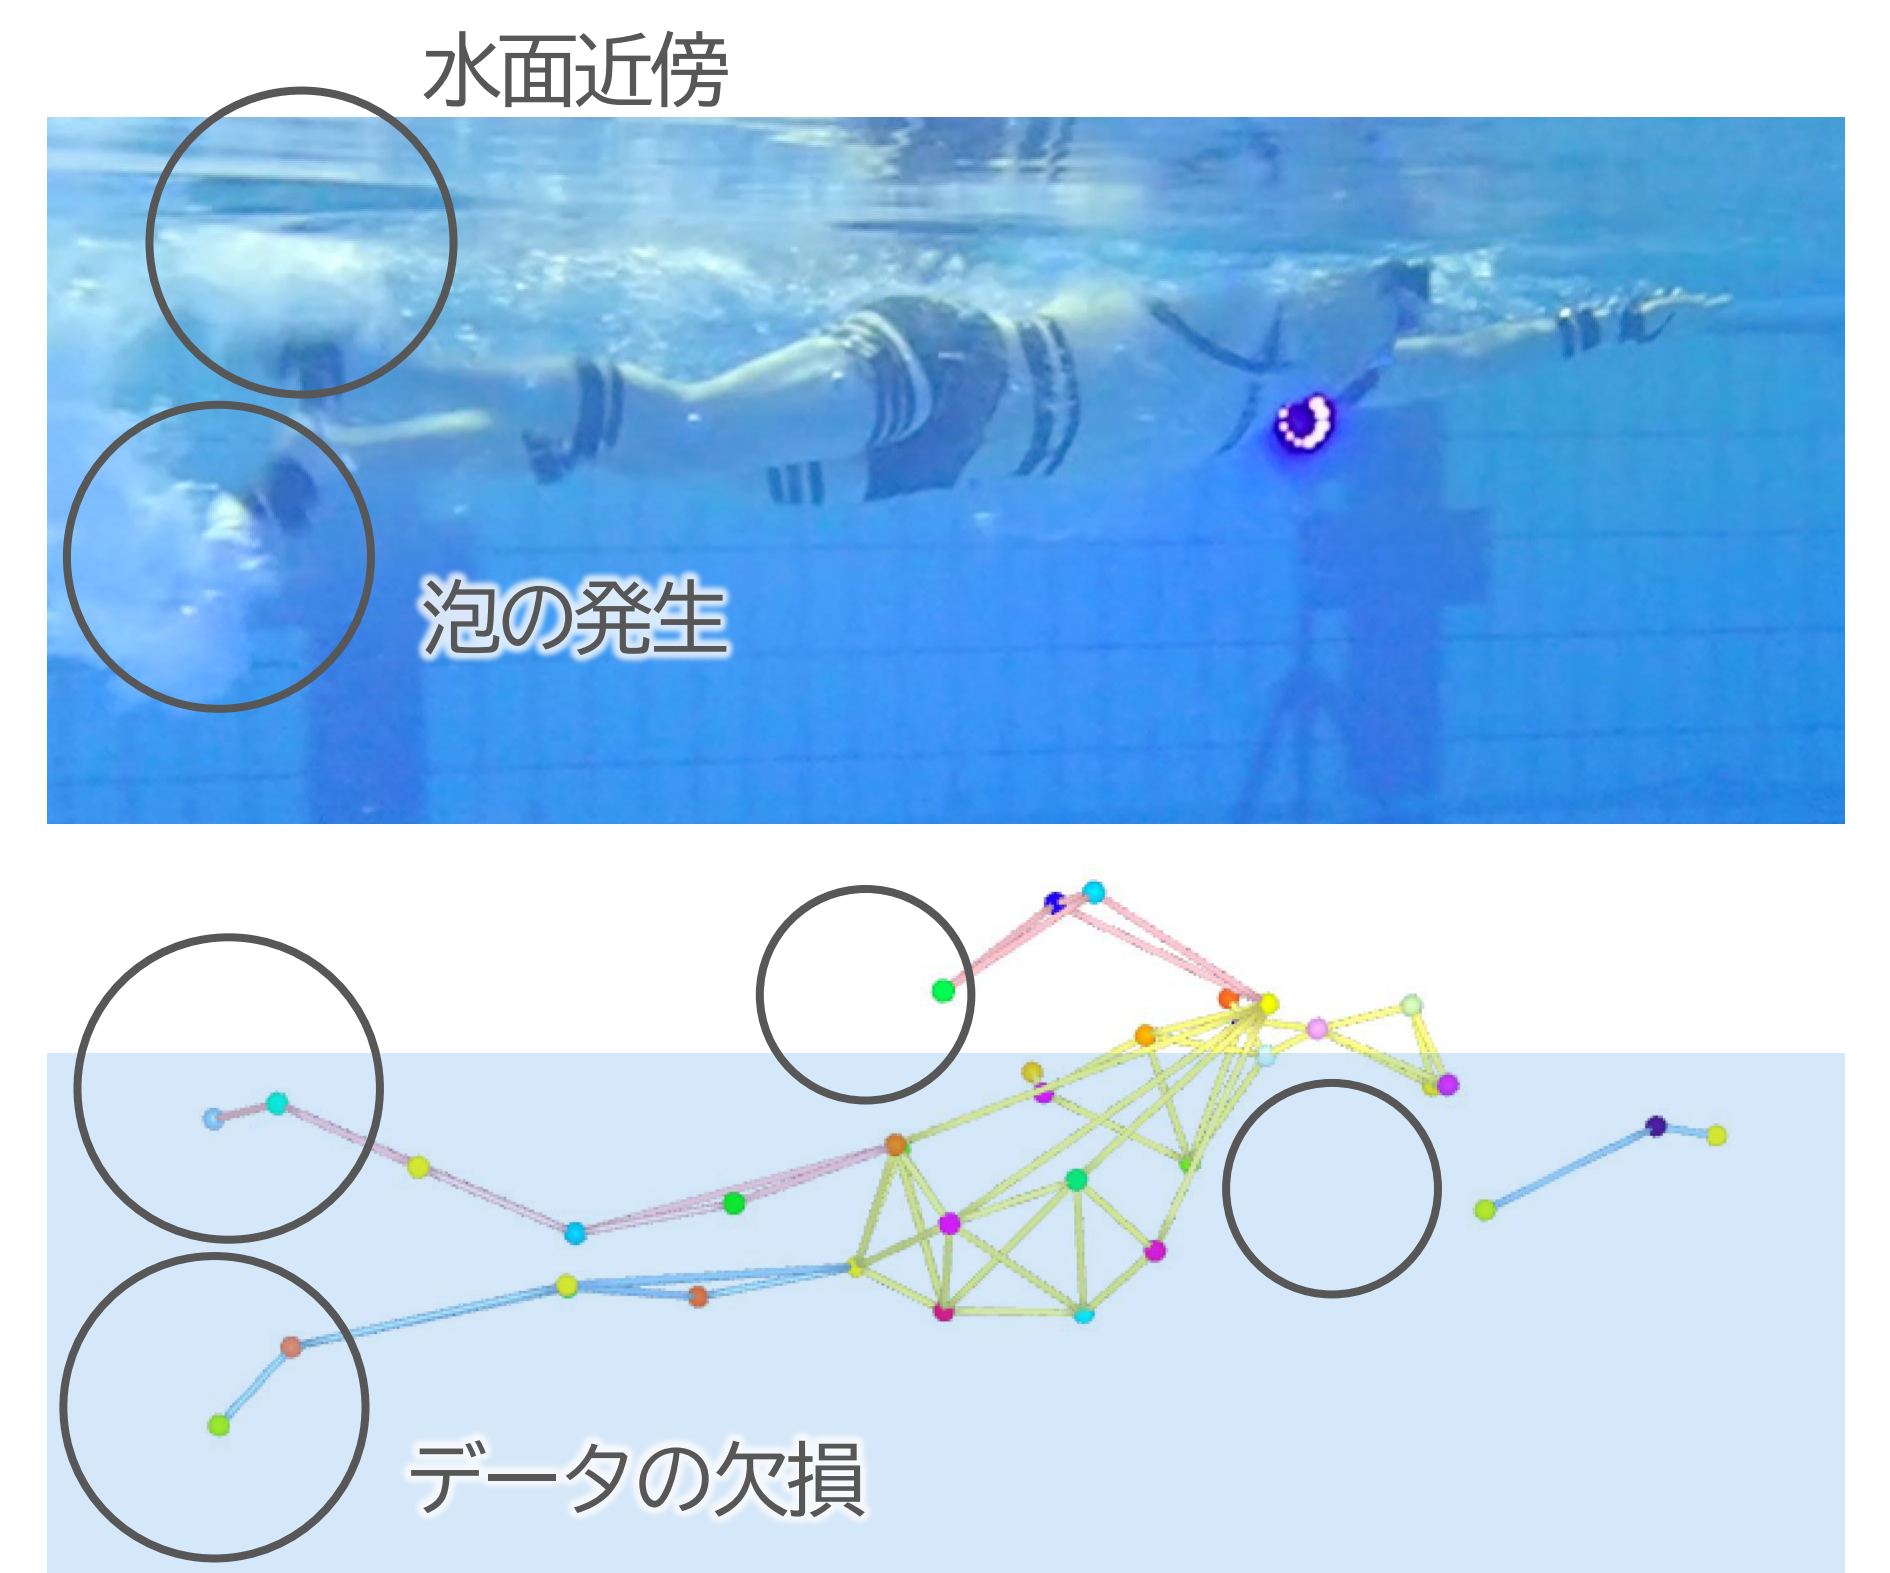 水面近傍
泡の発生
データの欠損